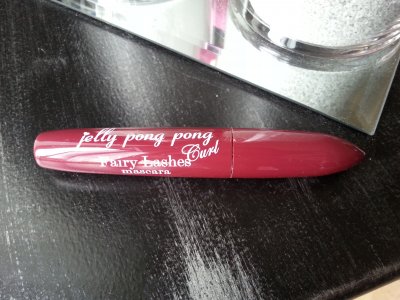 jelly pong pong
Fairy Lashes Curl
mascara